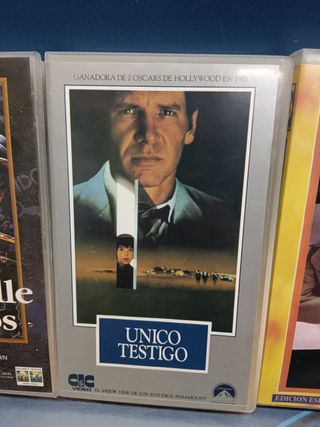 GANADORA DE 2 OSCARS DE HOLLYWOOD EN 1985
UNICO
TESTIGO
CIC
VIDEO
EL MEJOR CINE DE LOS ESTUDIOS PARAMOUNT
lle
os
EDICION ES